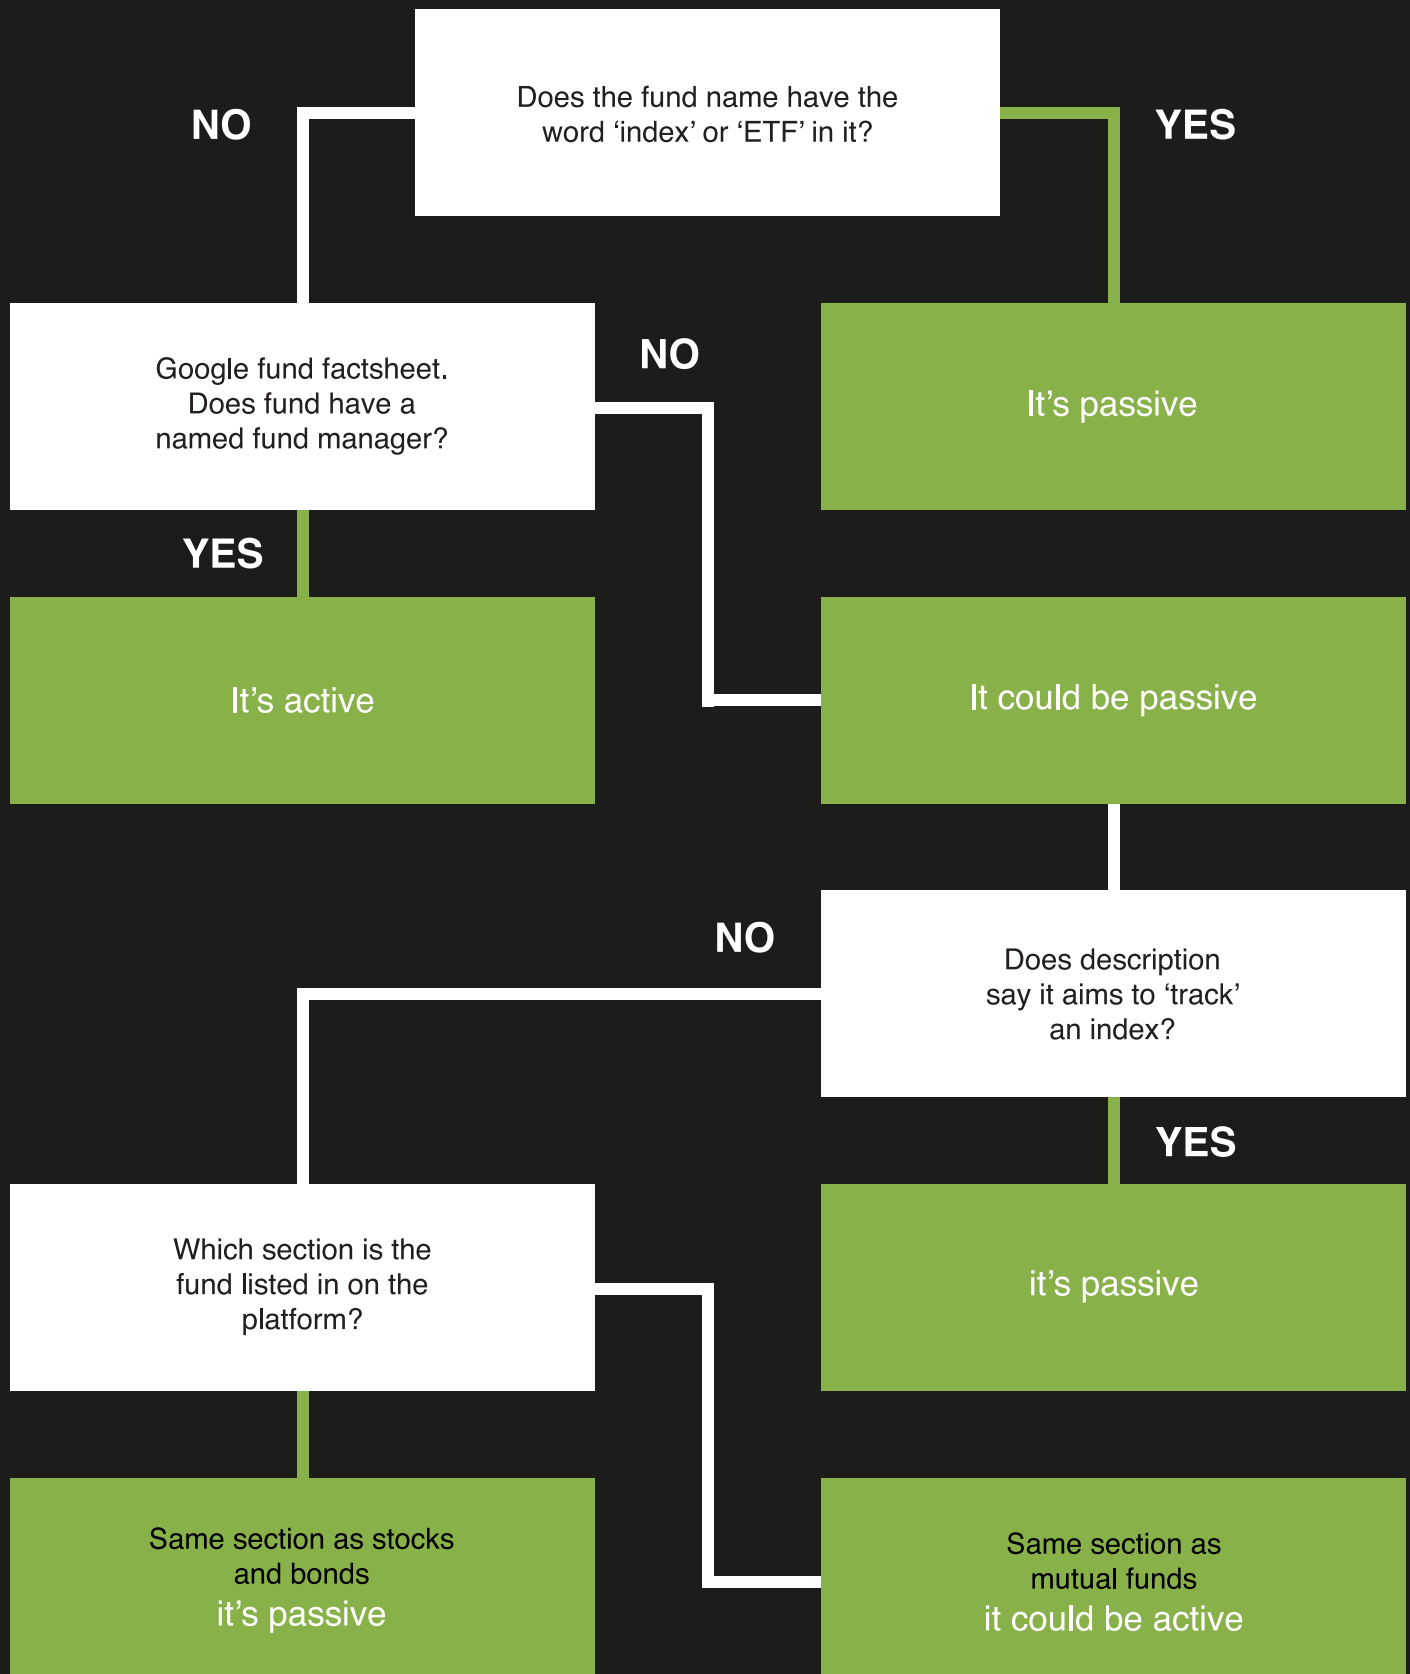 Does the fund name have the
word ‘index’ or ‘ETF’ in it?
NO
YES
Google fund factsheet.
Does fund have a
named fund manager?
NO
It’s passive
YES
It’s active
It could be passive
NO
Does description
say it aims to ‘track’
an index?
YES
Which section is the
fund listed in on the
platform?
it’s passive
Same section as stocks
and bonds
it’s passive
Same section as
mutual funds
it could be active